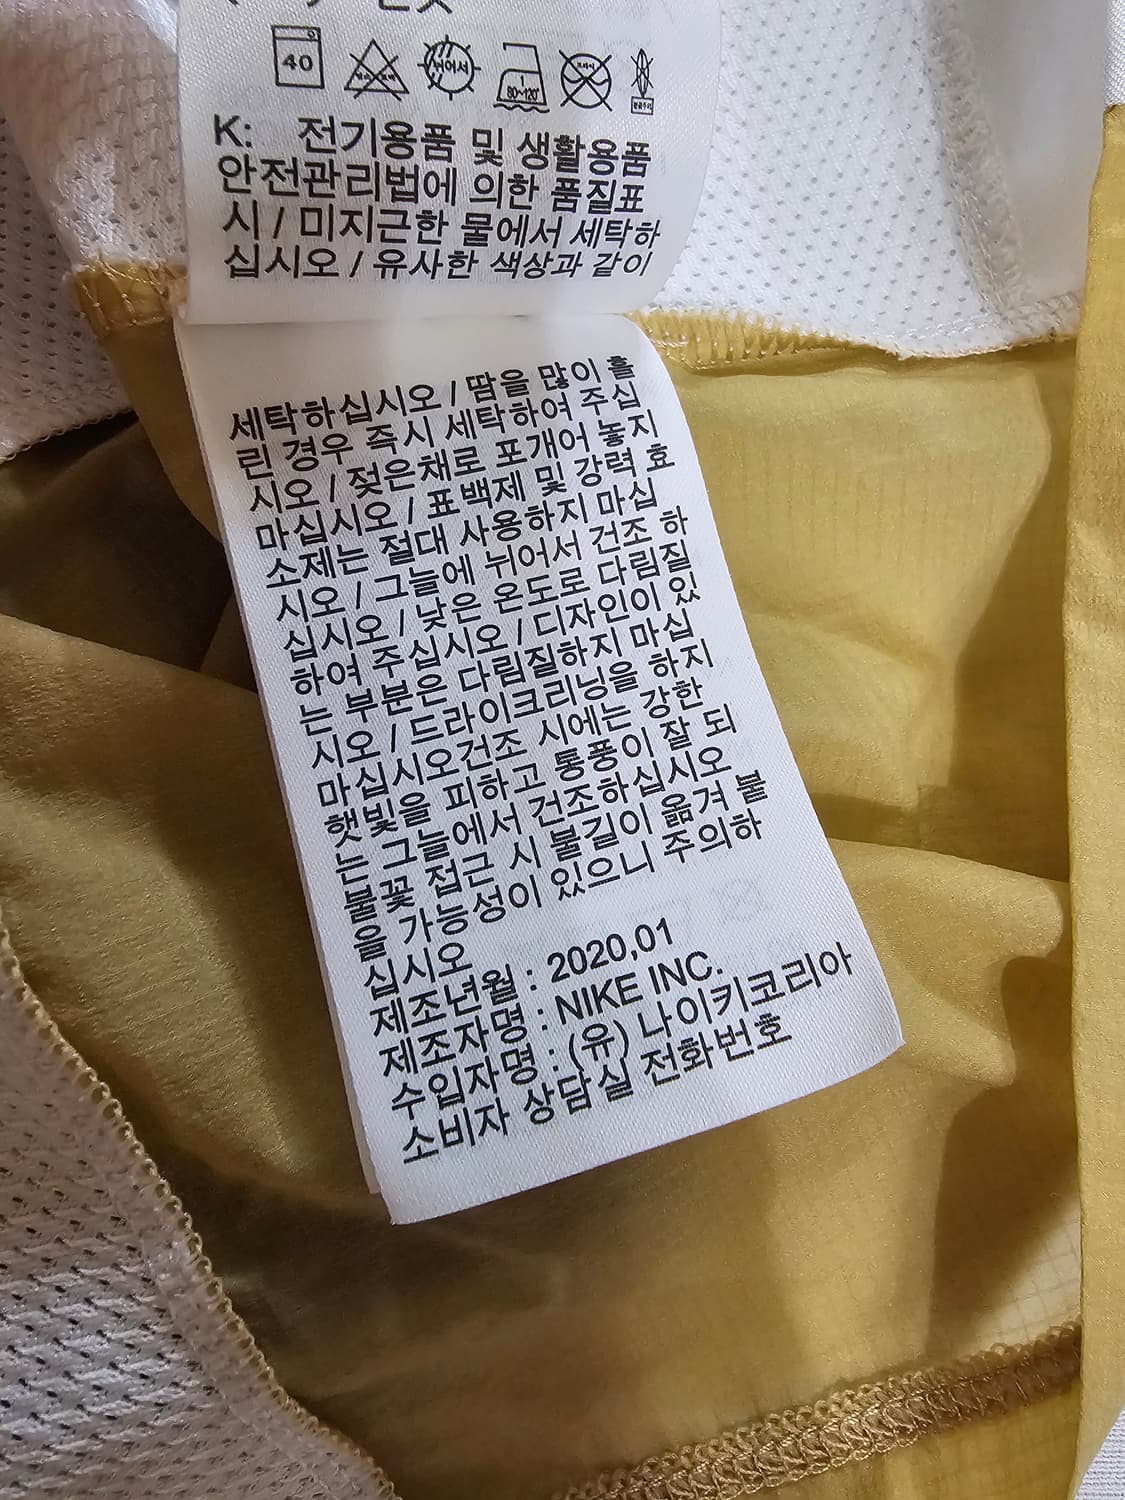 40
뉘어서
80~120°
드라이
K: 전기용품 및 생활용품
안전관리법에 의한 품질표
시 / 미지근한 물에서 세탁하
십시오 / 유사한 색상과 같이
세탁하십시오 / 땀을 많이 흘
린 경우 즉시 세탁하여 주십
시오 / 젖은채로 포개어 놓지
마십시오 / 표백제 및 강력 효
소제는 절대 사용하지 마십
시오 / 그늘에 뉘어서 건조 하
십시오 / 낮은 온도로 다림질
하여 주십시오 / 디자인이 있
는 부분은 다림질하지 마십
시오 / 드라이크리닝을 하지
마십시오건조 시에는 강한
햇빛을 피하고 통풍이 잘 되
는 그늘에서 건조하십시오
불꽃 접근 시 불길이 옮겨 붙
을 가능성이 있으니 주의하
십시오
제조년월 : 2020,01
제조자명 : NIKE INC.
수입자명 : (유) 나이키코리아
소비자 상담실 전화번호